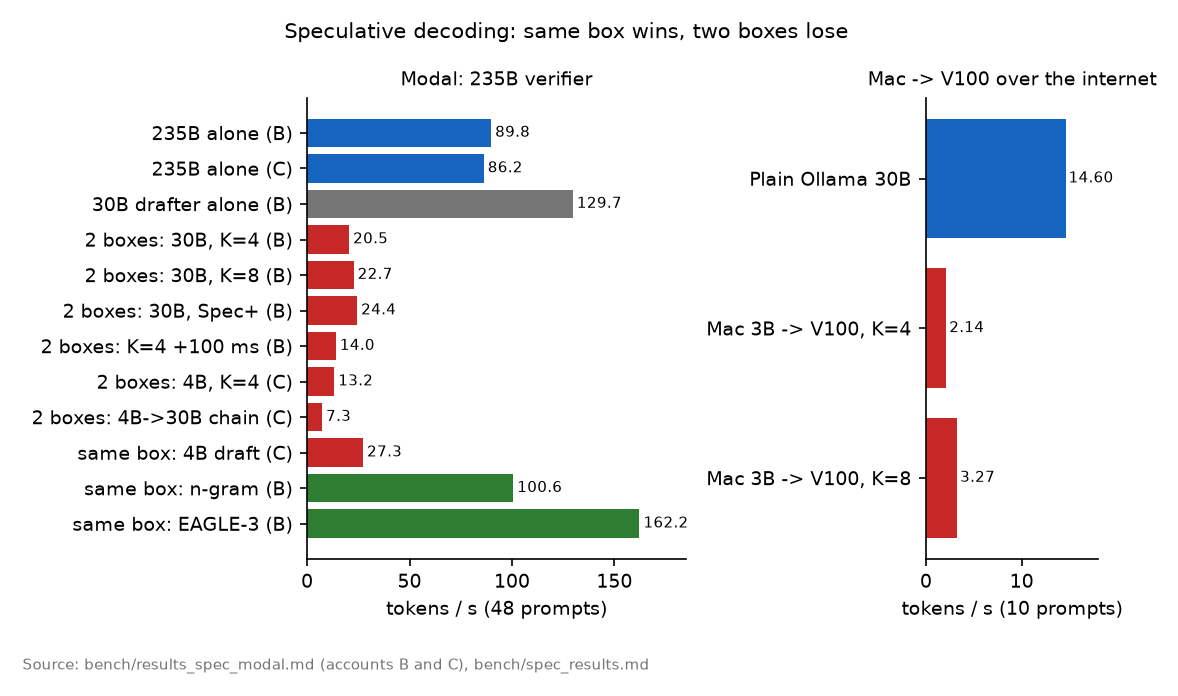 Speculative decoding: same box wins, two boxes lose
Modal: 235B verifier
235B alone (B)
89.8
235B alone (C)
86.2
30B drafter alone (B)
129.7
2 boxes: 30B, K=4 (B)
20.5
2 boxes: 30B, K=8 (B)
22.7
2 boxes: 30B, Spec+ (B)
24.4
2 boxes: K=4 +100 ms (B)
14.0
2 boxes: 4B, K=4 (C)
13.2
2 boxes: 4B->30B chain (C)
7.3
same box: 4B draft (C)
27.3
same box: n-gram (B)
100.6
same box: EAGLE-3 (B)
162.2
0 50 100 150
tokens / s (48 prompts)
Mac -> V100 over the internet
Plain Ollama 30B
14.60
Mac 3B -> V100, K=4
2.14
Mac 3B -> V100, K=8
3.27
0 10
tokens / s (10 prompts)
Source: bench/results_spec_modal.md (accounts B and C), bench/spec_results.md